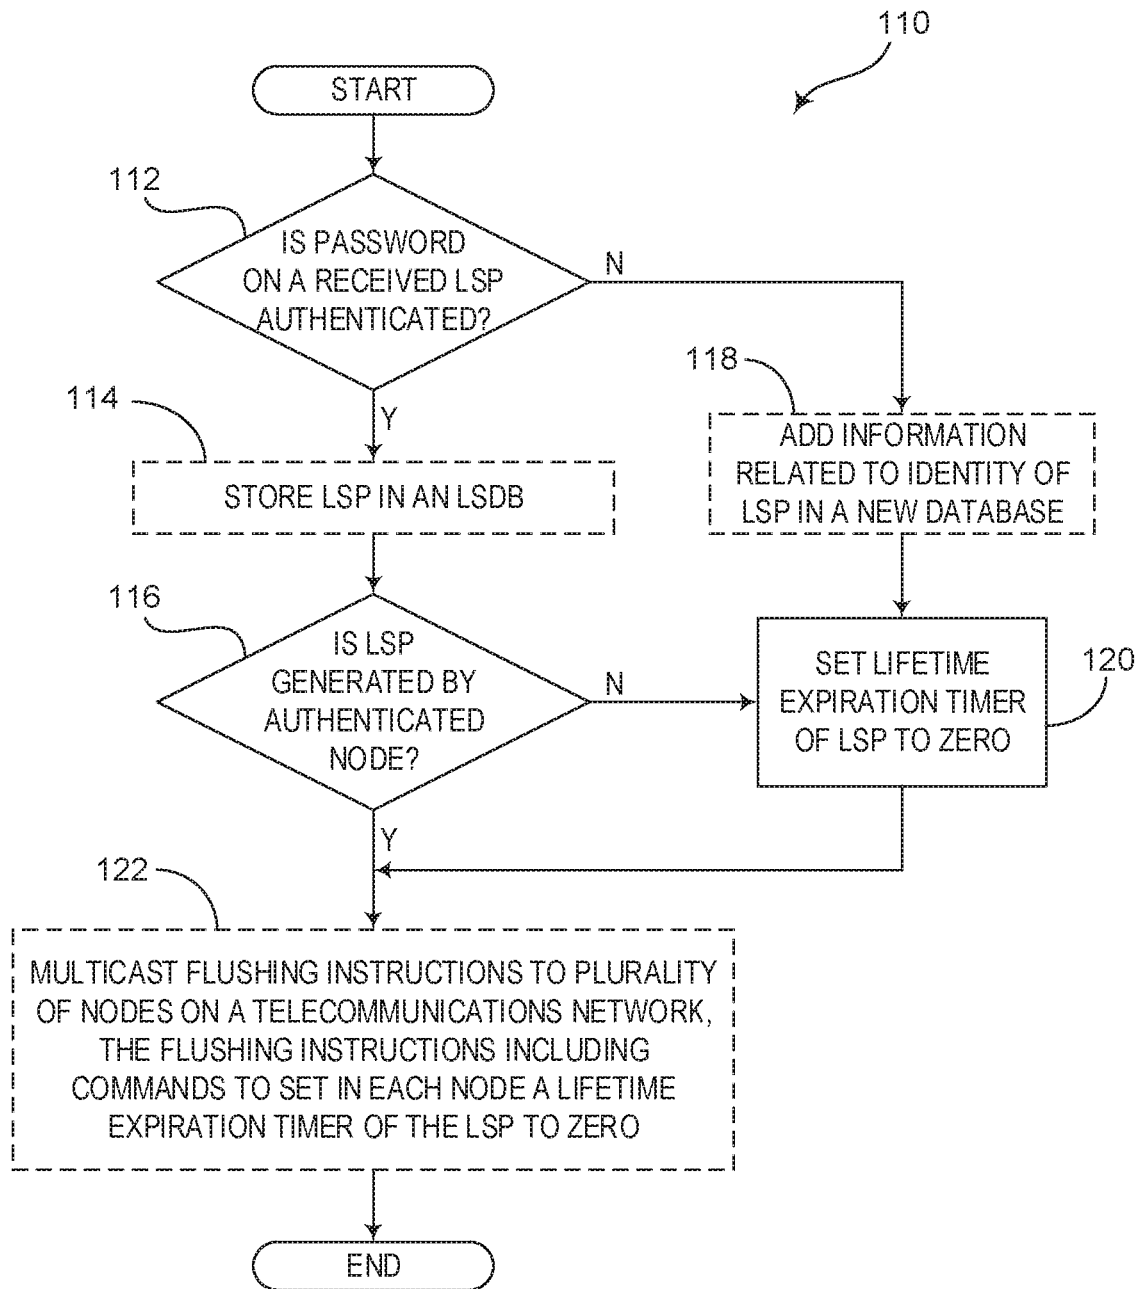 110
START
112
IS PASSWORD
ON A RECEIVED LSP
AUTHENTICATED?
N
Y
114
STORE LSP IN AN LSDB
118
ADD INFORMATION
RELATED TO IDENTITY OF
LSP IN A NEW DATABASE
116
IS LSP
GENERATED BY
AUTHENTICATED
NODE?
N
Y
SET LIFETIME
EXPIRATION TIMER
OF LSP TO ZERO
120
122
MULTICAST FLUSHING INSTRUCTIONS TO PLURALITY
OF NODES ON A TELECOMMUNICATIONS NETWORK,
THE FLUSHING INSTRUCTIONS INCLUDING
COMMANDS TO SET IN EACH NODE A LIFETIME
EXPIRATION TIMER OF THE LSP TO ZERO
END